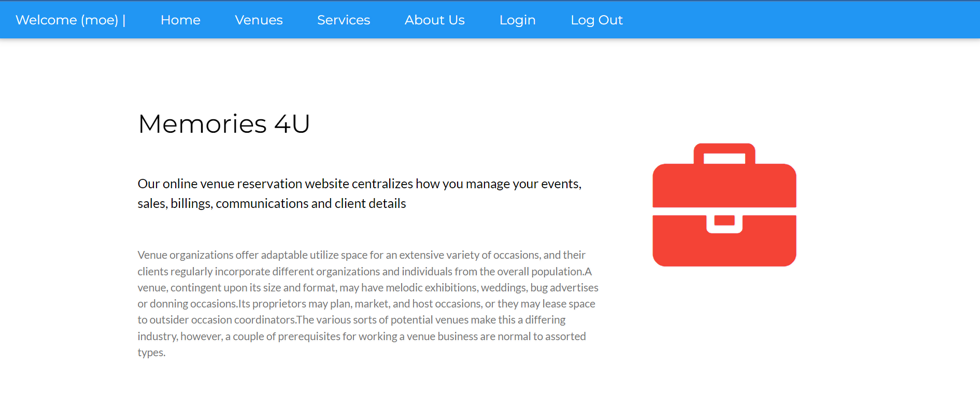 Welcome (moe) | Home Venues Services About Us Login Log Out
Memories 4U
Our online venue reservation website centralizes how you manage your events,
sales, billings, communications and client details
Venue organizations offer adaptable utilize space for an extensive variety of occasions, and their
clients regularly incorporate different organizations and individuals from the overall population.A
venue, contingent upon its size and format, may have melodic exhibitions, weddings, bug advertises
or donning occasions.Its proprietors may plan, market, and host occasions, or they may lease space
to outsider occasion coordinators.The various sorts of potential venues make this a differing
industry, however, a couple of prerequisites for working a venue business are normal to assorted
types.